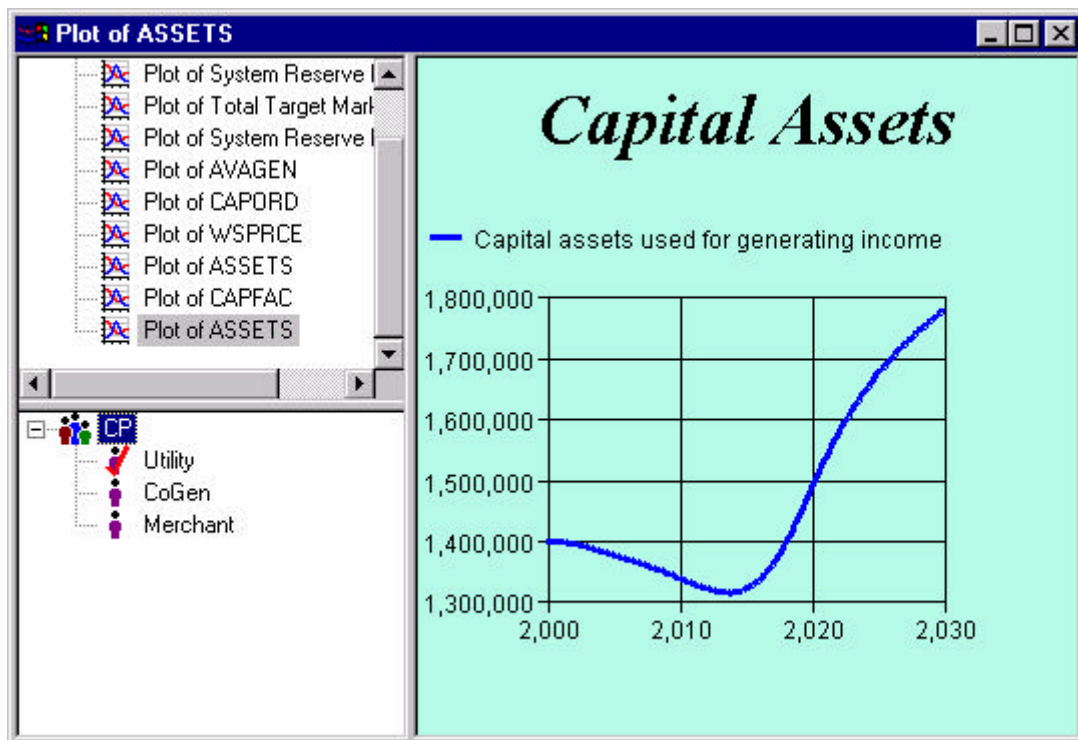 Plot of ASSETS
Plot of System Reserve
Plot of Total Target Mark
Plot of System Reserve
Plot of AVAGEN
Plot of CAPORD
Plot of WSPRCE
Plot of ASSETS
Plot of CAPFAC
Plot of ASSETS
CP
Utility
CoGen
Merchant
Capital Assets
Capital assets used for generating income
1,800,000
1,700,000
1,600,000
1,500,000
1,400,000
1,300,000
2,000 2,010 2,020 2,030